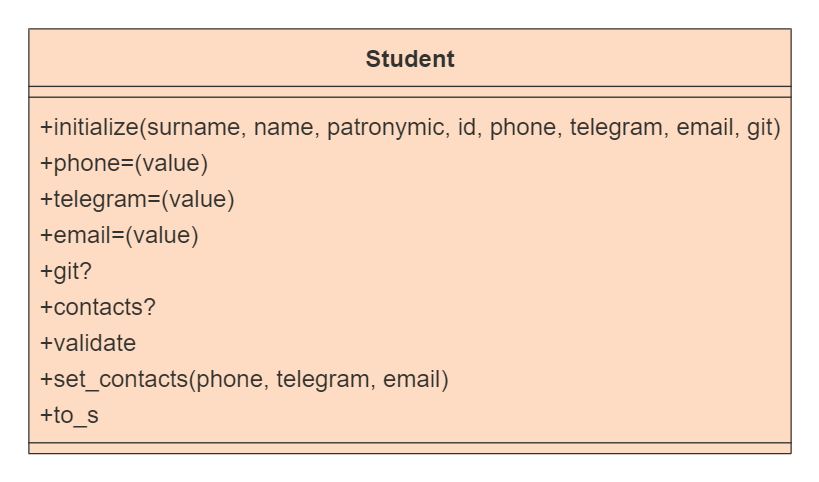 Student
+initialize(surname, name, patronymic, id, phone, telegram, email, git)
+phone=(value)
+telegram=(value)
+email=(value)
+git?
+contacts?
+validate
+set_contacts(phone, telegram, email)
+to_s